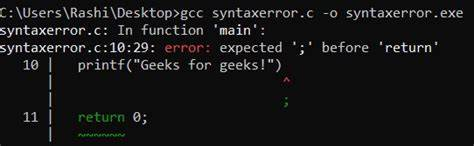 C:\Users\Rashi\Desktop>gcc syntaxerror.c -o syntaxerror.exe
syntaxerror.c: In function 'main':
syntaxerror.c:10:29: error: expected ';' before 'return'
   10 |   printf("Geeks for geeks!")
      |                             ^
      |                             ;
   11 |   return 0;
      |   ~~~~~~